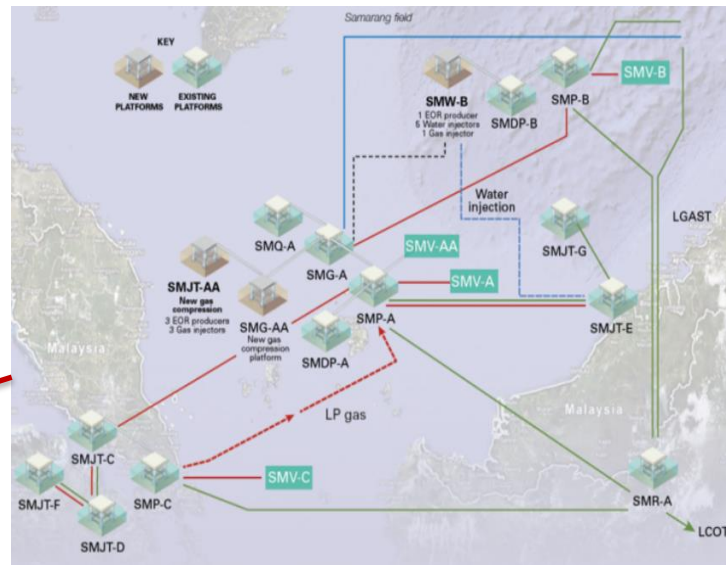 Samarang field
KEY
NEW
PLATFORMS
EXISTING
PLATFORMS
SMW-B
1 EOR producer
6 Water injectors
1 Gas injector
SMDP-B
SMP-B
SMV-B
Water
injection
LGAST
SMQ-A
SMG-A
SMV-AA
SMJT-G
SMJT-AA
New gas
compression
3 EOR producers
3 Gas injectors
SMV-A
SMG-AA
New gas
compression
platform
SMP-A
SMJT-E
SMDP-A
Malaysia
LP gas
Malaysia
SMJT-C
SMJT-F
SMP-C
SMV-C
SMR-A
SMJT-D
LCOT